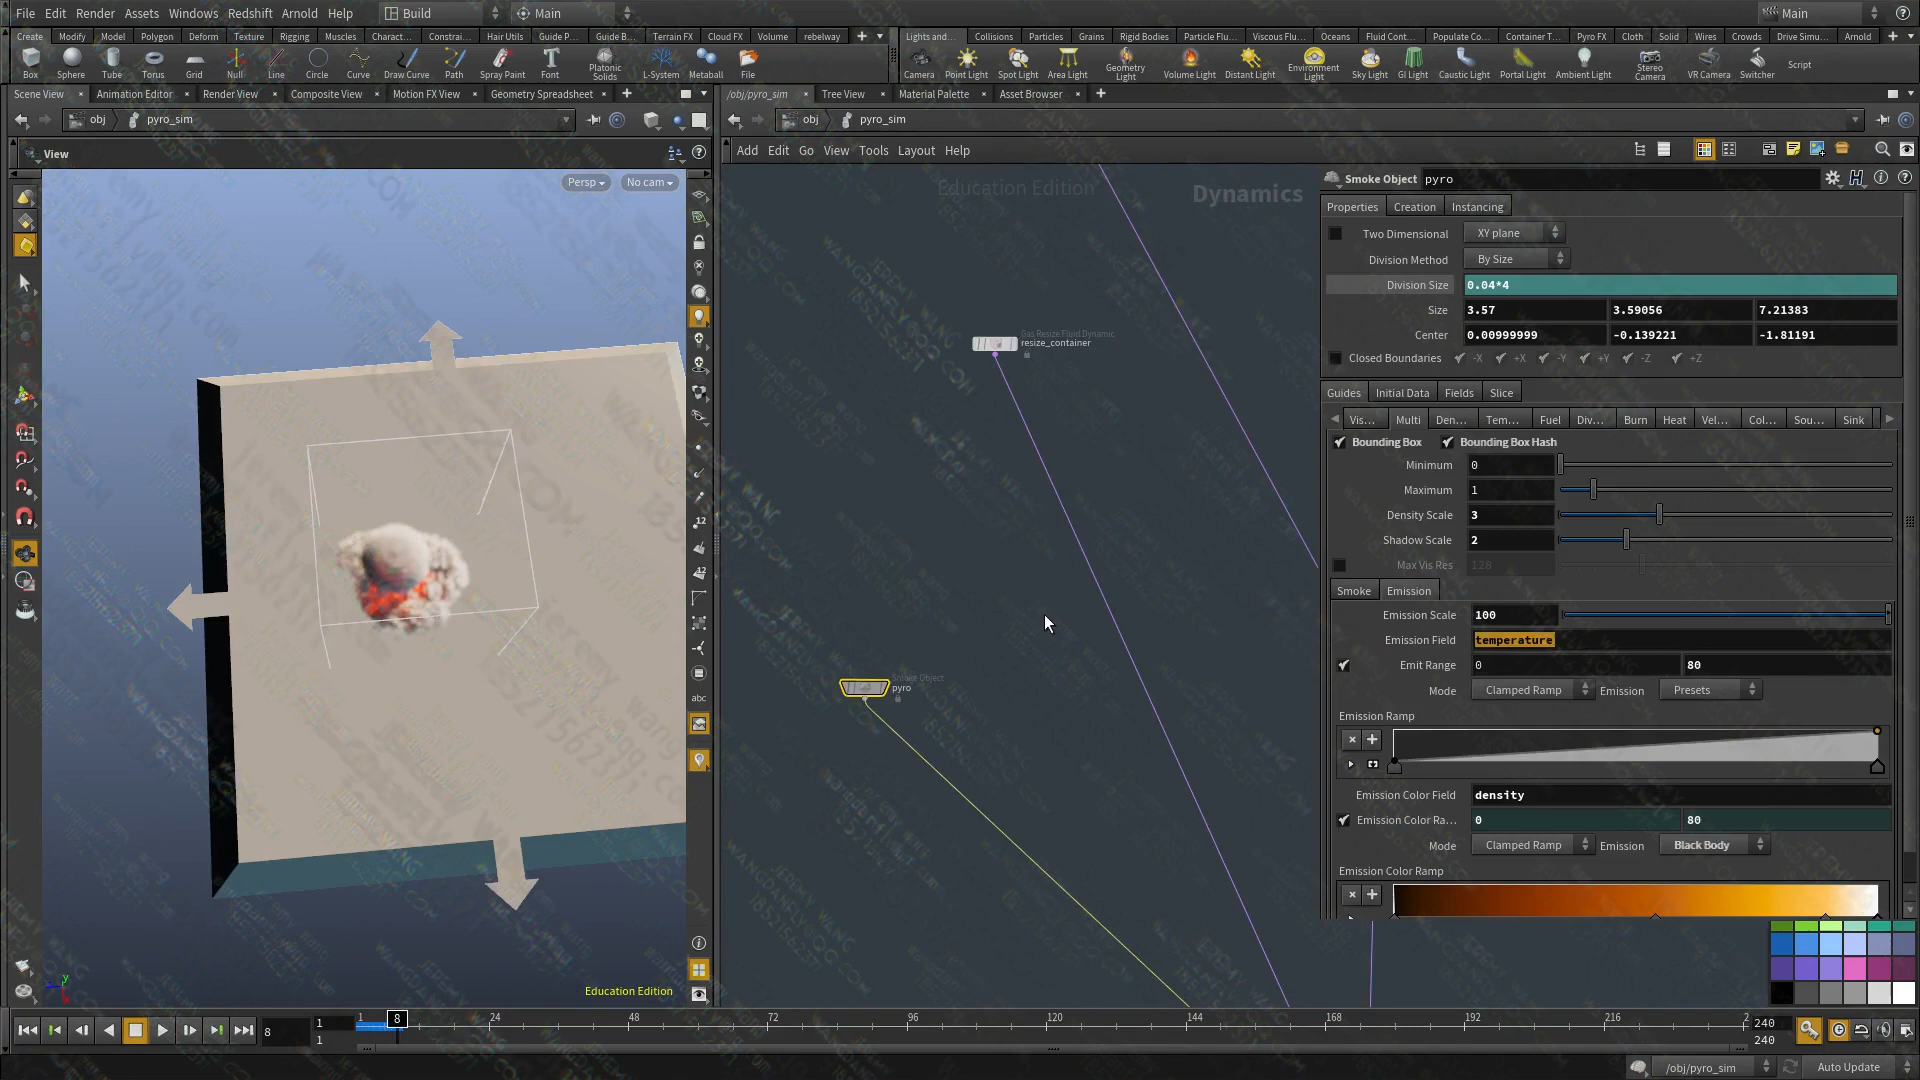 File Edit Render Assets Windows Redshift Arnold Help Build Main Main
Create Modify Model Polygon Deform Texture Rigging Muscles Charact... Constrai... Hair Utils Guide P... Guide B... Terrain FX Cloud FX Volume rebelway
Lights and... Collisions Particles Grains Rigid Bodies Particle Flu... Viscous Flu... Oceans Fluid Cont... Populate Co... Container T... Pyro FX Cloth Solid Wires Crowds Drive Simu... Arnold
Box Sphere Tube Torus Grid Null Line Circle Curve Draw Curve Path Spray Paint Font Platonic Solids L-System Metaball File
Camera Point Light Spot Light Area Light Geometry Light Volume Light Distant Light Environment Light Sky Light GI Light Caustic Light Portal Light Ambient Light Stereo Camera VR Camera Switcher Script
Scene View Animation Editor Render View Composite View Motion FX View Geometry Spreadsheet
/obj/pyro_sim Tree View Material Palette Asset Browser
obj pyro_sim
obj pyro_sim
View
Add Edit Go View Tools Layout Help
Persp No cam
Education Edition Dynamics
Smoke Object pyro
Properties Creation Instancing
Two Dimensional XY plane
Division Method By Size
Division Size 0.04*4
Size 3.57 3.59056 7.21383
Center 0.00999999 -0.139221 -1.81191
Closed Boundaries -X +X -Y +Y -Z +Z
Guides Initial Data Fields Slice
Vis... Multi Den... Tem... Fuel Div... Burn Heat Vel... Col... Sou... Sink
Bounding Box Bounding Box Hash
Minimum 0
Maximum 1
Density Scale 3
Shadow Scale 2
Max Vis Res 128
Smoke Emission
Emission Scale 100
Emission Field temperature
Emit Range 0 80
Mode Clamped Ramp Emission Presets
Emission Ramp
Emission Color Field density
Emission Color Ra... 0 80
Mode Clamped Ramp Emission Black Body
Emission Color Ramp
Gas Resize Fluid Dynamic
resize_container
Smoke Object
pyro
12
12
abc
y
Education Edition
8 1 1 1 8 24 48 72 96 120 144 168 192 216 2 240 240
/obj/pyro_sim Auto Update